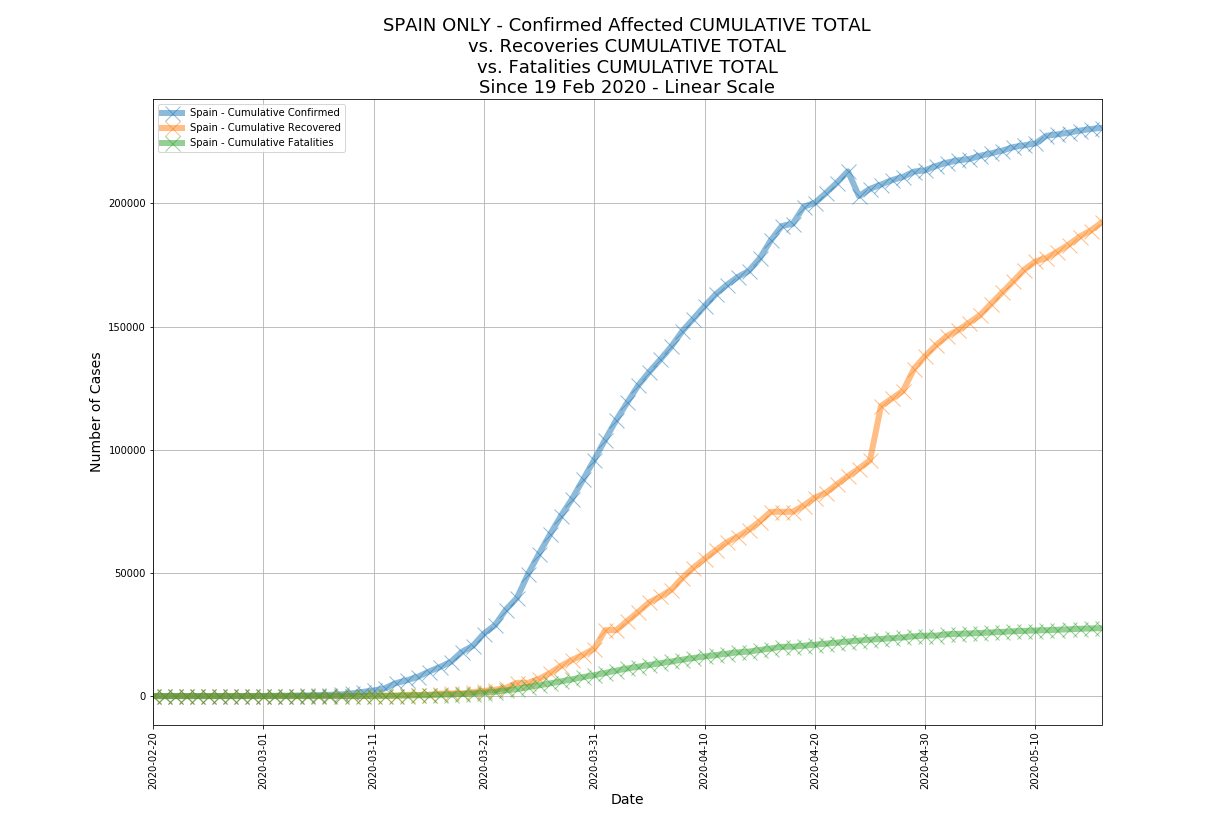 SPAIN ONLY - Confirmed Affected CUMULATIVE TOTAL
vs. Recoveries CUMULATIVE TOTAL
vs. Fatalities CUMULATIVE TOTAL
Since 19 Feb 2020 - Linear Scale
Spain - Cumulative Confirmed
Spain - Cumulative Recovered
Spain - Cumulative Fatalities
Number of Cases
200000
150000
100000
50000
0
2020-02-20
2020-03-01
2020-03-11
2020-03-21
2020-03-31
2020-04-10
2020-04-20
2020-04-30
2020-05-10
Date